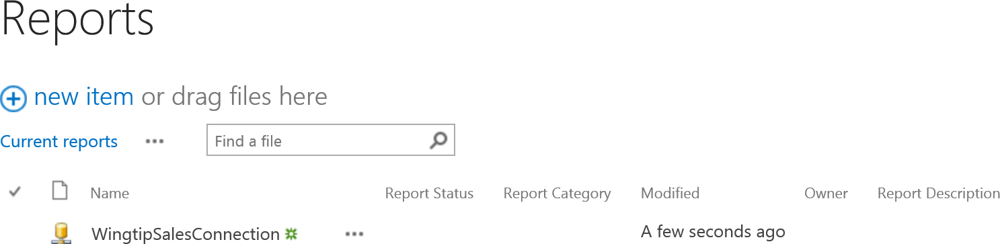 Reports
new item or drag files here
Current reports ... Find a file
Name Report Status Report Category Modified Owner Report Description
WingtipSalesConnection ... A few seconds ago